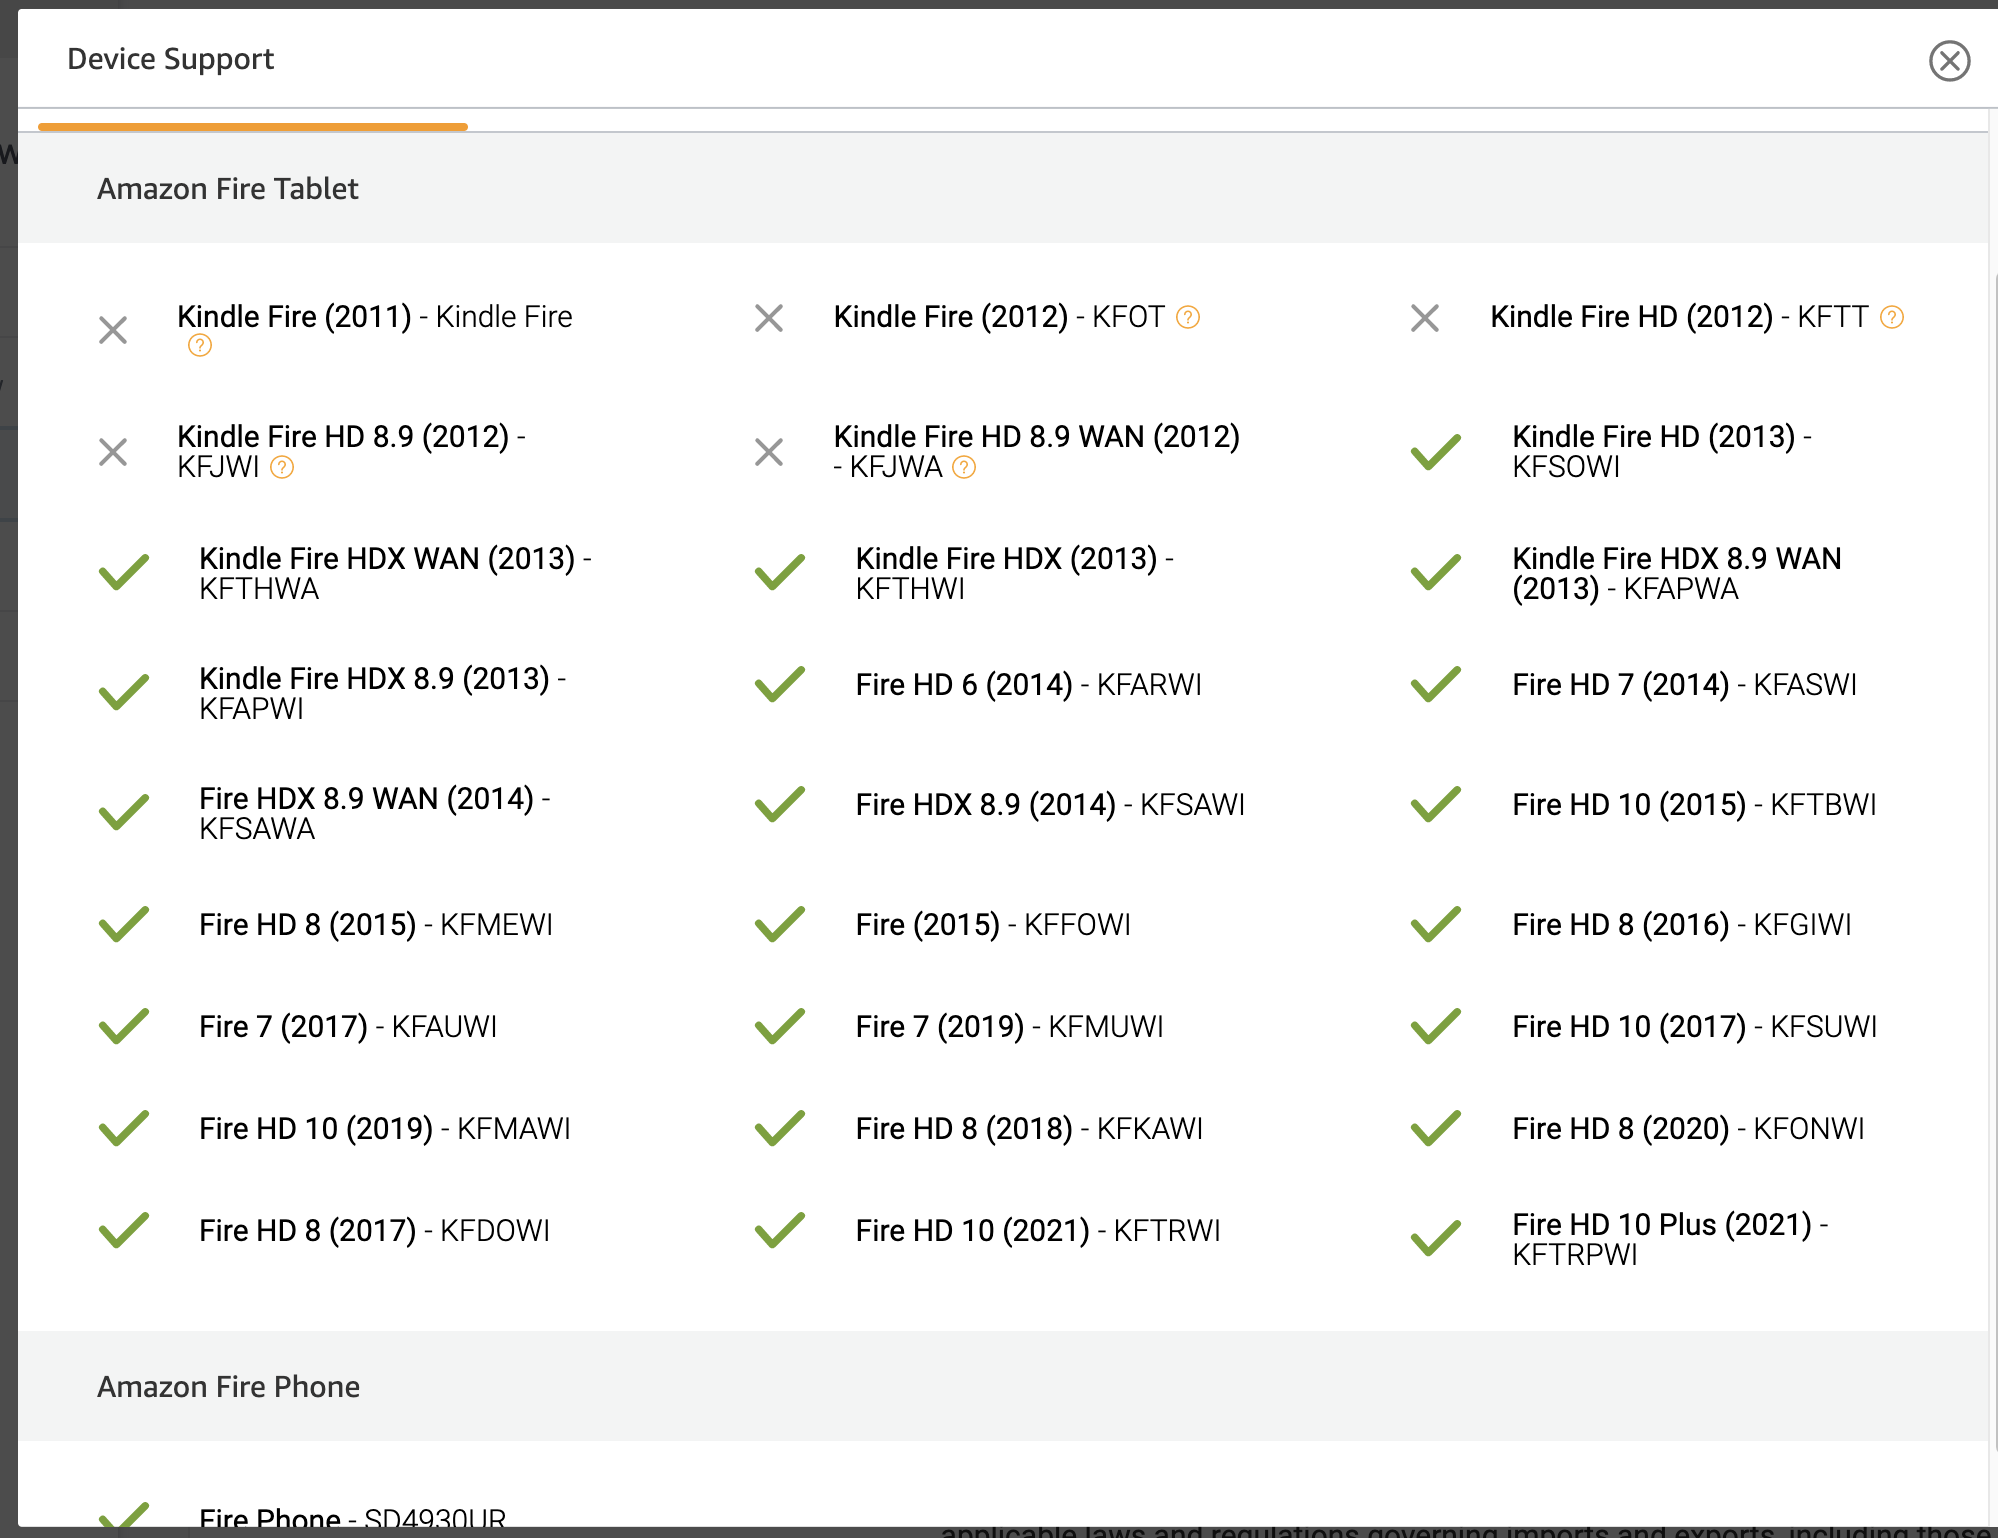 Device Support
Amazon Fire Tablet
Kindle Fire (2011) - Kindle Fire
?
Kindle Fire (2012) - KFOT ?
Kindle Fire HD (2012) - KFTT ?
Kindle Fire HD 8.9 (2012) -
KFJWI ?
Kindle Fire HD 8.9 WAN (2012)
- KFJWA ?
Kindle Fire HD (2013) -
KFSOWI
Kindle Fire HDX WAN (2013) -
KFTHWA
Kindle Fire HDX (2013) -
KFTHWI
Kindle Fire HDX 8.9 WAN
(2013) - KFAPWA
Kindle Fire HDX 8.9 (2013) -
KFAPWI
Fire HD 6 (2014) - KFARWI
Fire HD 7 (2014) - KFASWI
Fire HDX 8.9 WAN (2014) -
KFSAWA
Fire HDX 8.9 (2014) - KFSAWI
Fire HD 10 (2015) - KFTBWI
Fire HD 8 (2015) - KFMEWI
Fire (2015) - KFFOWI
Fire HD 8 (2016) - KFGIWI
Fire 7 (2017) - KFAUWI
Fire 7 (2019) - KFMUWI
Fire HD 10 (2017) - KFSUWI
Fire HD 10 (2019) - KFMAWI
Fire HD 8 (2018) - KFKAWI
Fire HD 8 (2020) - KFONWI
Fire HD 8 (2017) - KFDOWI
Fire HD 10 (2021) - KFTRWI
Fire HD 10 Plus (2021) -
KFTRPWI
Amazon Fire Phone
Fire Phone - SD4930UR
applicable laws and regulations governing imports and exports, including those